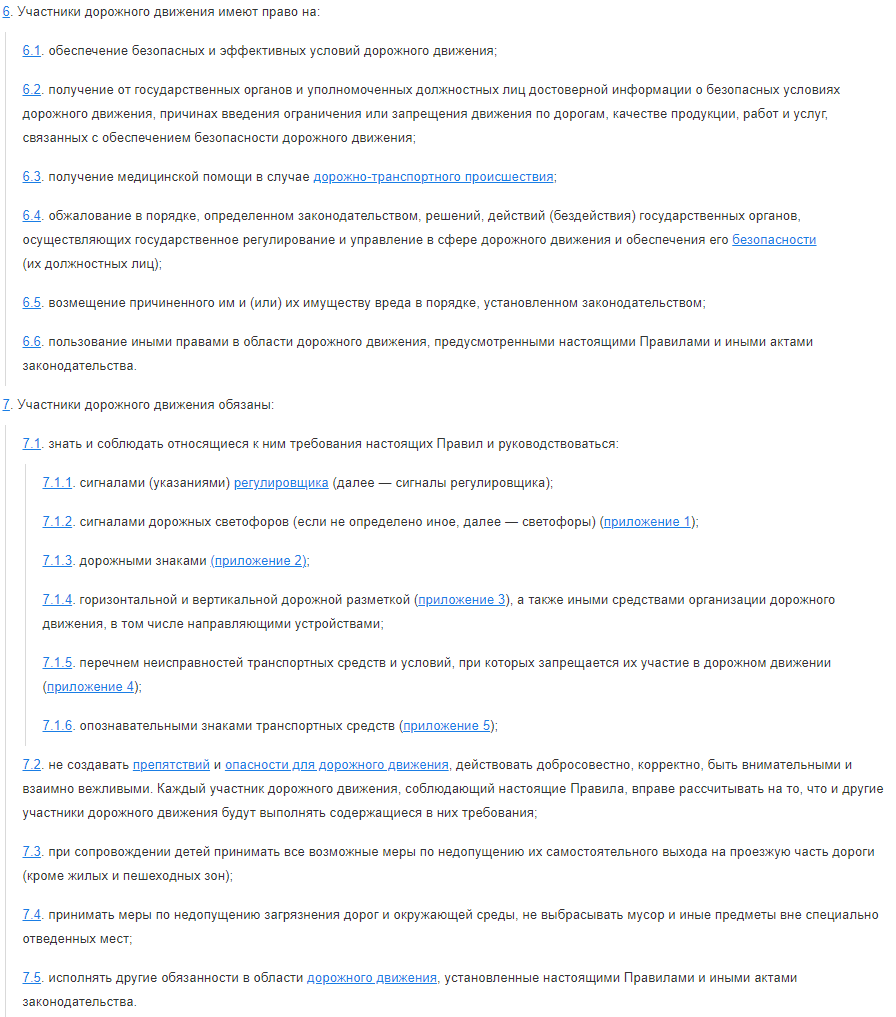 6. Участники дорожного движения имеют право на:
6.1. обеспечение безопасных и эффективных условий дорожного движения;
6.2. получение от государственных органов и уполномоченных должностных лиц достоверной информации о безопасных условиях
дорожного движения, причинах введения ограничения или запрещения движения по дорогам, качестве продукции, работ и услуг,
связанных с обеспечением безопасности дорожного движения;
6.3. получение медицинской помощи в случае дорожно-транспортного происшествия;
6.4. обжалование в порядке, определенном законодательством, решений, действий (бездействия) государственных органов,
осуществляющих государственное регулирование и управление в сфере дорожного движения и обеспечения его безопасности
(их должностных лиц);
6.5. возмещение причиненного им и (или) их имуществу вреда в порядке, установленном законодательством;
6.6. пользование иными правами в области дорожного движения, предусмотренными настоящими Правилами и иными актами
законодательства.
7. Участники дорожного движения обязаны:
7.1. знать и соблюдать относящиеся к ним требования настоящих Правил и руководствоваться:
7.1.1. сигналами (указаниями) регулировщика (далее — сигналы регулировщика);
7.1.2. сигналами дорожных светофоров (если не определено иное, далее — светофоры) (приложение 1);
7.1.3. дорожными знаками (приложение 2);
7.1.4. горизонтальной и вертикальной дорожной разметкой (приложение 3), а также иными средствами организации дорожного
движения, в том числе направляющими устройствами;
7.1.5. перечнем неисправностей транспортных средств и условий, при которых запрещается их участие в дорожном движении
(приложение 4);
7.1.6. опознавательными знаками транспортных средств (приложение 5);
7.2. не создавать препятствий и опасности для дорожного движения, действовать добросовестно, корректно, быть внимательными и
взаимно вежливыми. Каждый участник дорожного движения, соблюдающий настоящие Правила, вправе рассчитывать на то, что и другие
участники дорожного движения будут выполнять содержащиеся в них требования;
7.3. при сопровождении детей принимать все возможные меры по недопущению их самостоятельного выхода на проезжую часть дороги
(кроме жилых и пешеходных зон);
7.4. принимать меры по недопущению загрязнения дорог и окружающей среды, не выбрасывать мусор и иные предметы вне специально
отведенных мест;
7.5. исполнять другие обязанности в области дорожного движения, установленные настоящими Правилами и иными актами
законодательства.